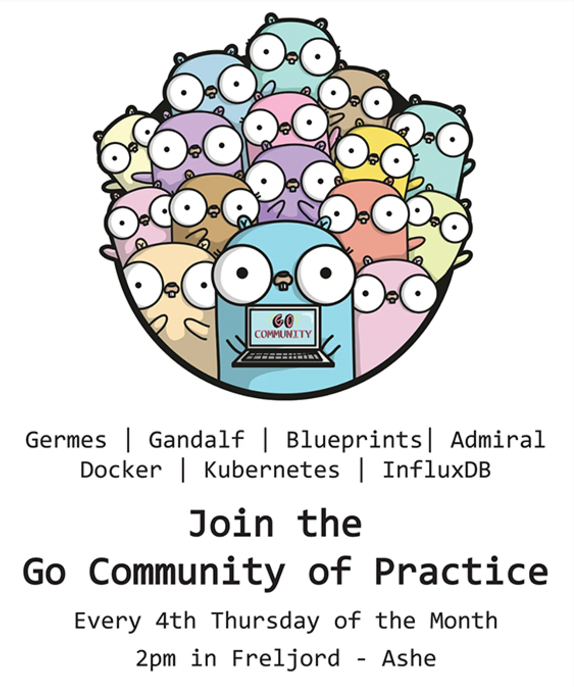 GO
COMMUNITY
Germes | Gandalf | Blueprints| Admiral
Docker | Kubernetes | InfluxDB
Join the
Go Community of Practice
Every 4th Thursday of the Month
2pm in Freljord - Ashe